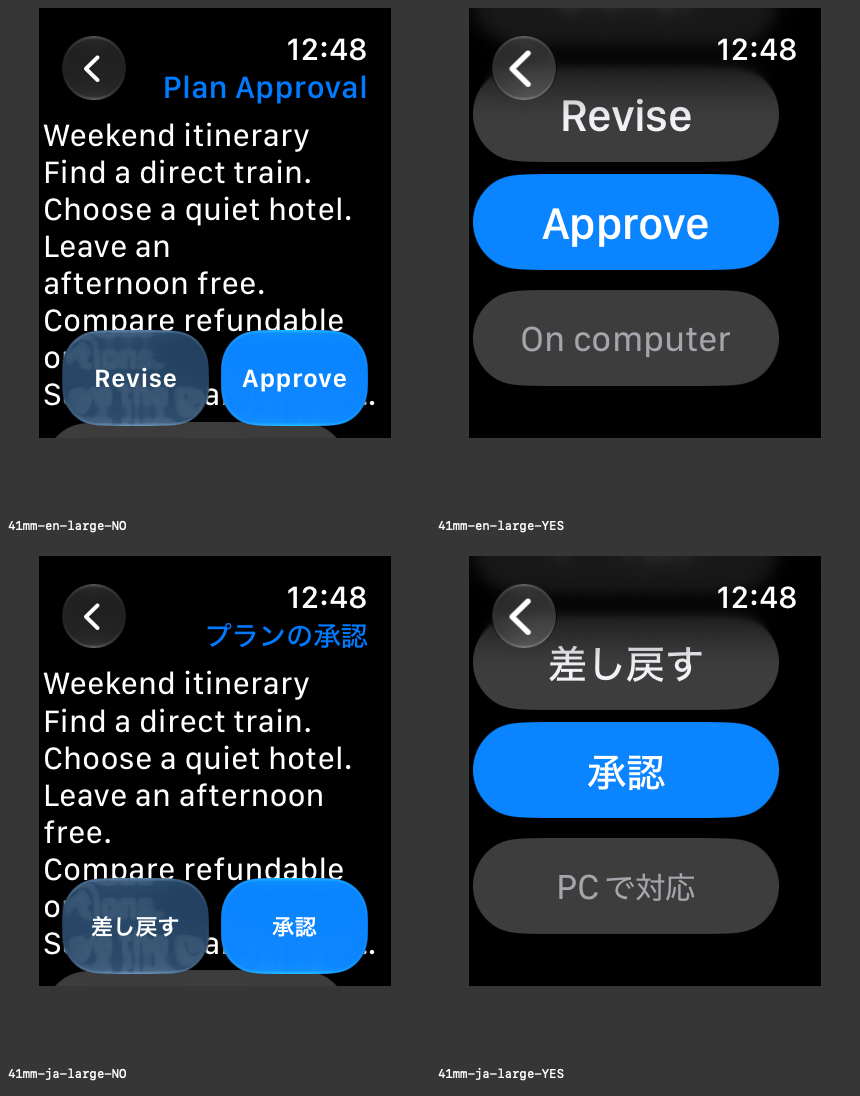 12:48
Plan Approval
Weekend itinerary
Find a direct train.
Choose a quiet hotel.
Leave an
afternoon free.
Compare refundable
Revise
Approve
41mm-en-large-NO
12:48
Revise
Approve
On computer
41mm-en-large-YES
12:48
プランの承認
Weekend itinerary
Find a direct train.
Choose a quiet hotel.
Leave an afternoon
free.
Compare refundable
差し戻す
承認
41mm-ja-large-NO
12:48
差し戻す
承認
PC で対応
41mm-ja-large-YES